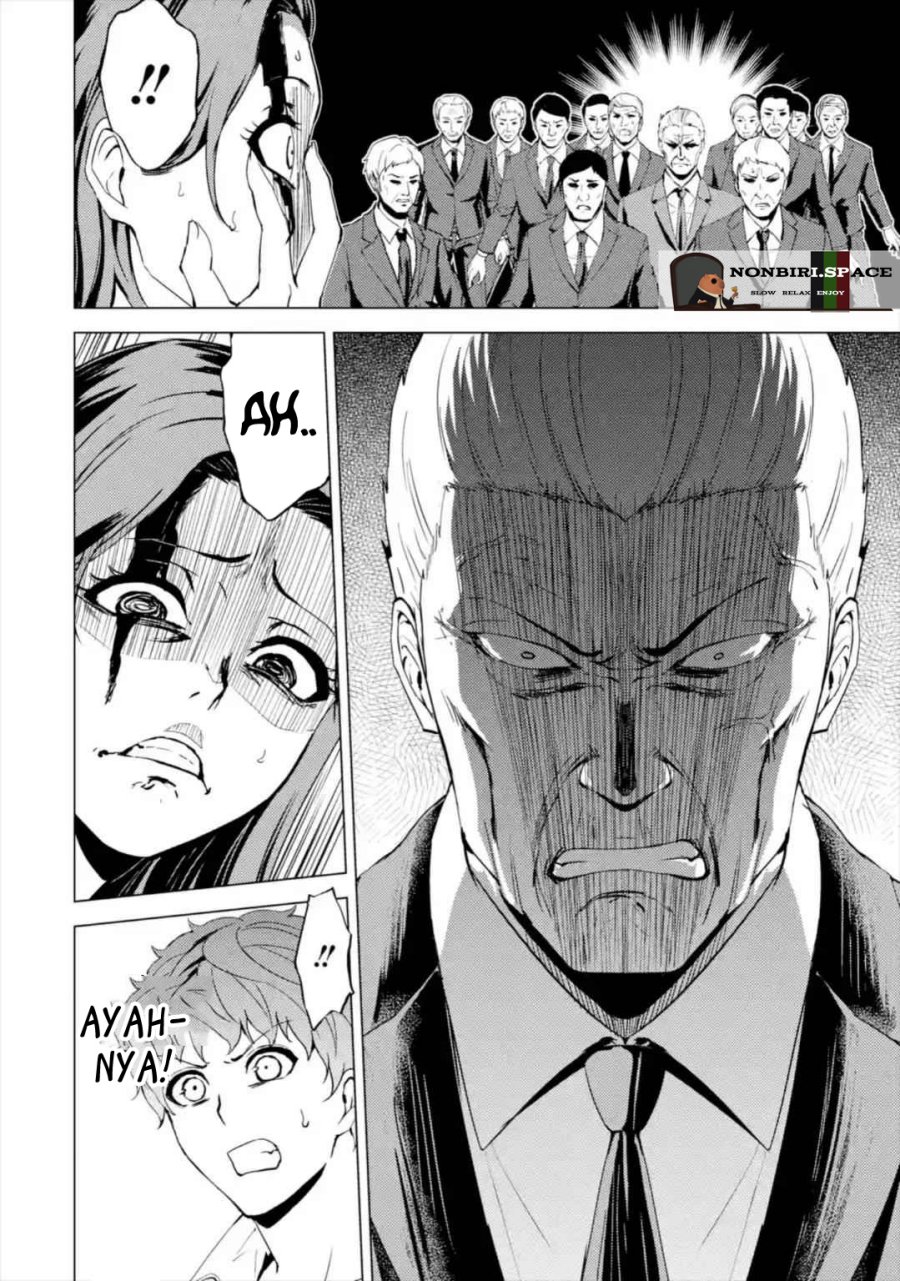 !!
NONBIRI.SPACE
SLOW RELAX ENJOY
AH..
!!
AYAH-
NYA!